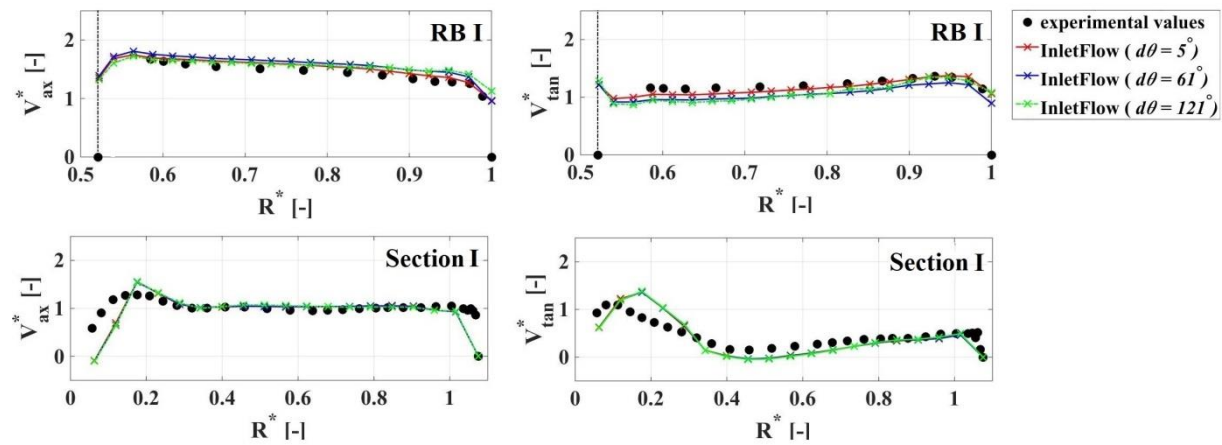 RB I
V*ax [-]
2
1
0
0.5 0.6 0.7 0.8 0.9 1
R* [-]
RB I
V*tan [-]
2
1
0
0.5 0.6 0.7 0.8 0.9 1
R* [-]
experimental values
InletFlow ( dθ = 5°)
InletFlow ( dθ = 61°)
InletFlow ( dθ = 121°)
Section I
V*ax [-]
2
1
0
0 0.2 0.4 0.6 0.8 1
R* [-]
Section I
V*tan [-]
2
1
0
0 0.2 0.4 0.6 0.8 1
R* [-]